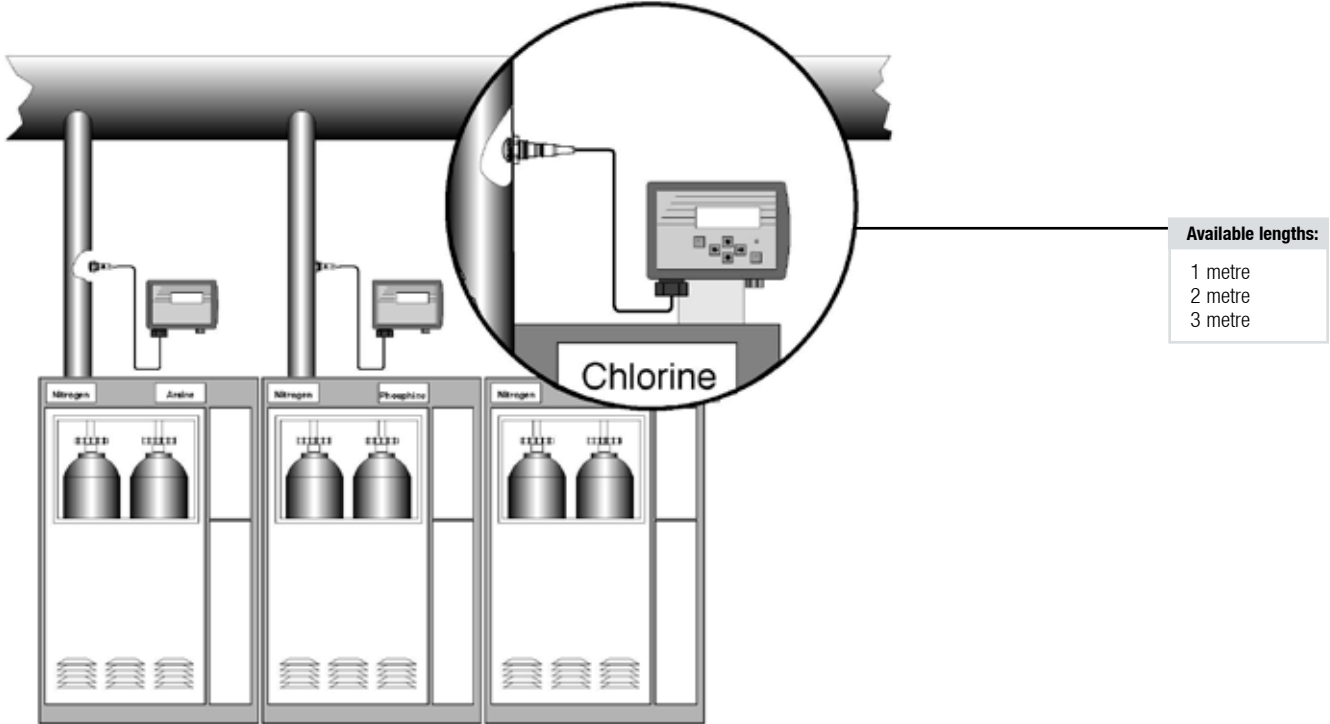 Available lengths:
1 metre
2 metre
3 metre
Chlorine
Nitrogen
Arsine
Nitrogen
Phosphine
Nitrogen